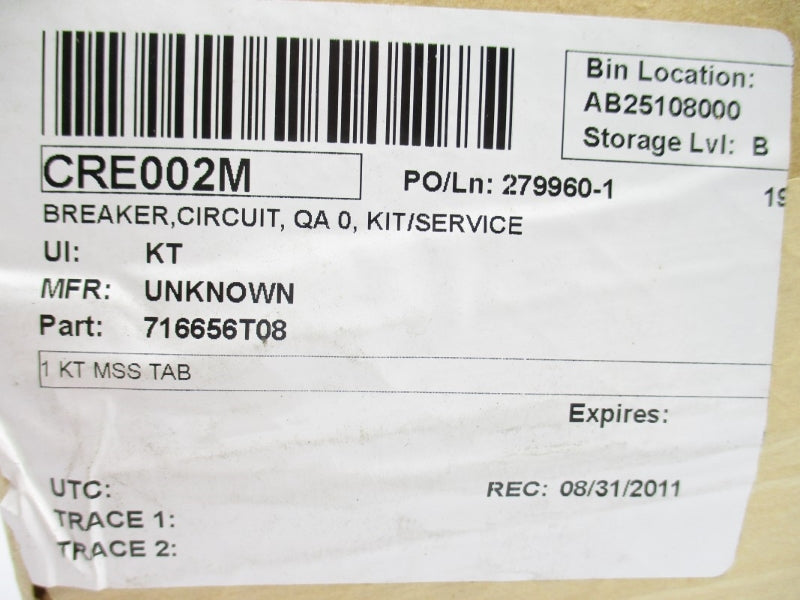 Bin Location:
AB25108000
Storage Lvl: B
CRE002M
PO/Ln: 279960-1
BREAKER,CIRCUIT, QA 0, KIT/SERVICE
UI: KT
MFR: UNKNOWN
Part: 716656T08
1 KT MSS TAB
Expires:
UTC:
REC: 08/31/2011
TRACE 1:
TRACE 2: